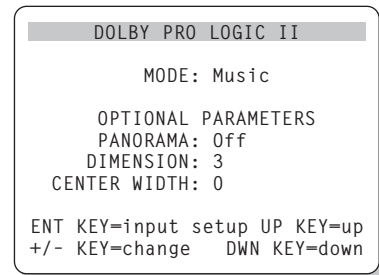 DOLBY PRO LOGIC II
MODE: Music
OPTIONAL PARAMETERS
PANORAMA: Off
DIMENSION: 3
CENTER WIDTH: 0
ENT KEY=input setup UP KEY=up
+/- KEY=change DWN KEY=down